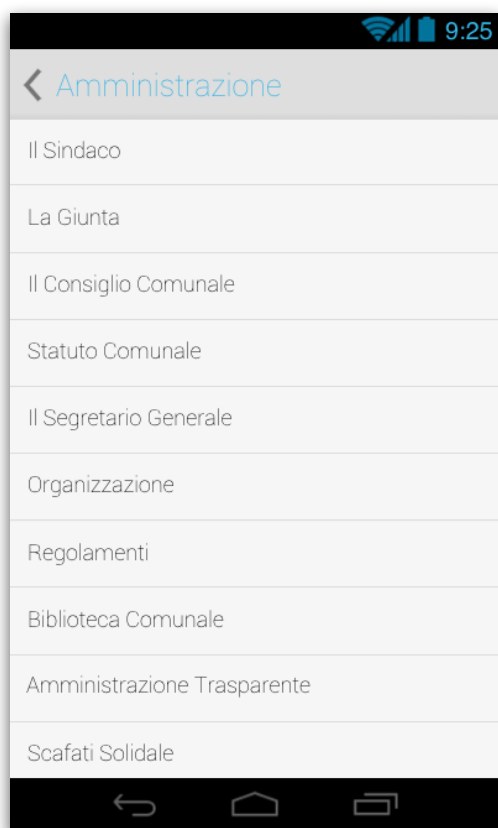 9:25
Amministrazione
Il Sindaco
La Giunta
Il Consiglio Comunale
Statuto Comunale
Il Segretario Generale
Organizzazione
Regolamenti
Biblioteca Comunale
Amministrazione Trasparente
Scafati Solidale